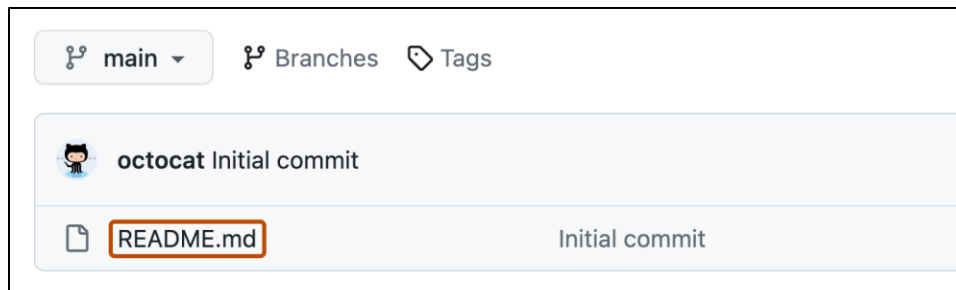 main Branches Tags
octocat Initial commit
README.md Initial commit